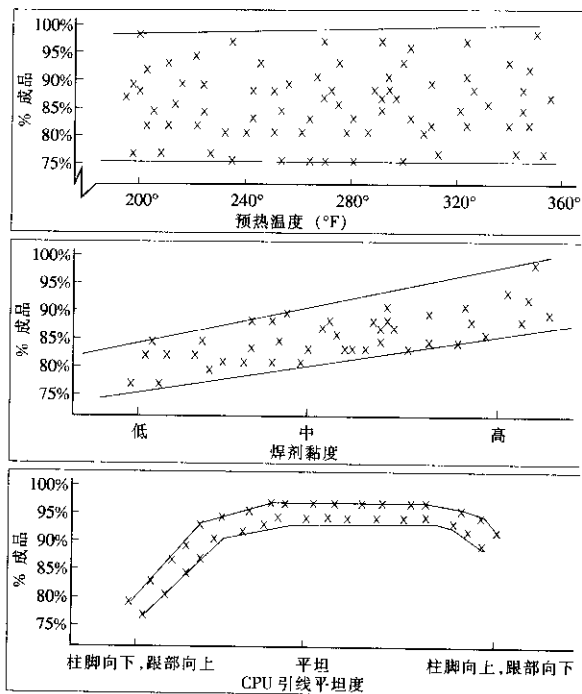 100%
95%
90%
85%
80%
75%
% 成品
200° 240° 280° 320° 360°
预热温度 (°F)
100%
95%
90%
85%
80%
75%
% 成品
低 中 高
焊剂黏度
100%
95%
90%
85%
80%
75%
% 成品
柱脚向下，跟部向上 平坦 柱脚向上，跟部向下
CPU 引线平坦度